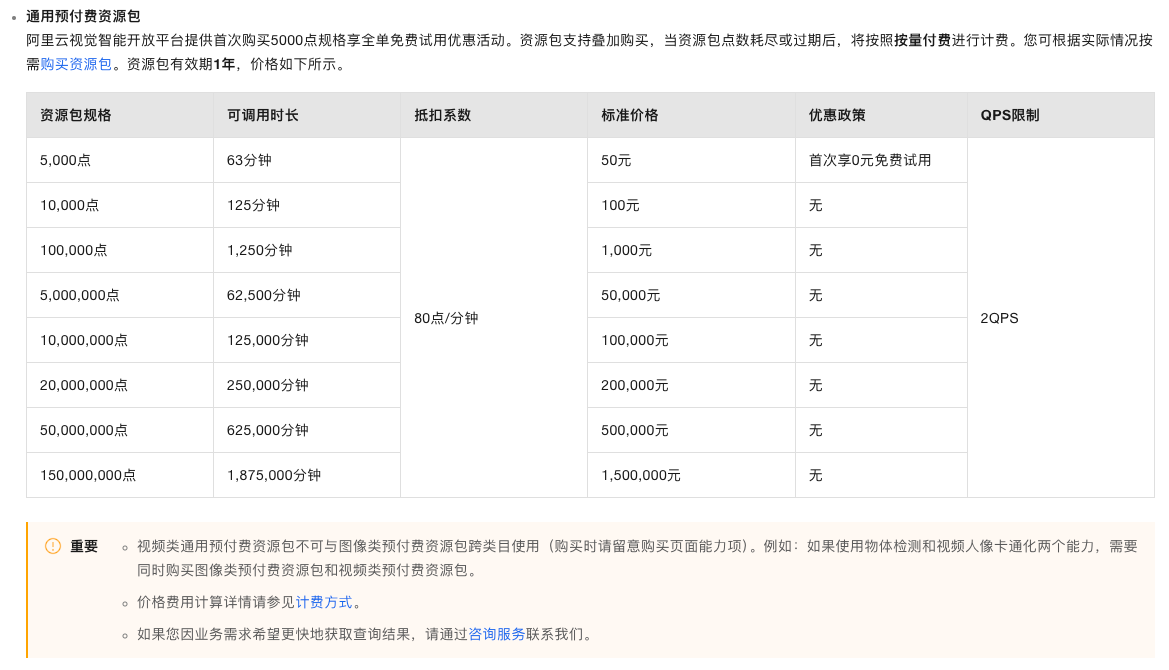 通用预付费资源包
阿里云视觉智能开放平台提供首次购买5000点规格享全单免费试用优惠活动。资源包支持叠加购买，当资源包点数耗尽或过期后，将按照按量付费进行计费。您可根据实际情况按
需购买资源包。资源包有效期1年，价格如下所示。
资源包规格 可调用时长 抵扣系数 标准价格 优惠政策 QPS限制
5,000点 63分钟 50元 首次享0元免费试用
10,000点 125分钟 100元 无
100,000点 1,250分钟 1,000元 无
5,000,000点 62,500分钟 50,000元 无
80点/分钟 2QPS
10,000,000点 125,000分钟 100,000元 无
20,000,000点 250,000分钟 200,000元 无
50,000,000点 625,000分钟 500,000元 无
150,000,000点 1,875,000分钟 1,500,000元 无
重要
视频类通用预付费资源包不可与图像类预付费资源包跨类目使用（购买时请留意购买页面能力项）。例如：如果使用物体检测和视频人像卡通化两个能力，需要
同时购买图像类预付费资源包和视频类预付费资源包。
价格费用计算详情请参见计费方式。
如果您因业务需求希望更快地获取查询结果，请通过咨询服务联系我们。